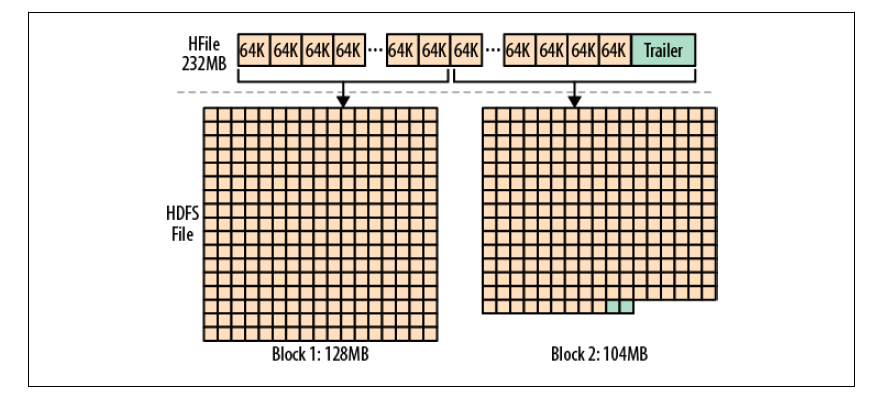 HFile
232MB
64K 64K 64K 64K ... 64K 64K 64K ... 64K 64K 64K 64K Trailer
HDFS
File
Block 1: 128MB
Block 2: 104MB